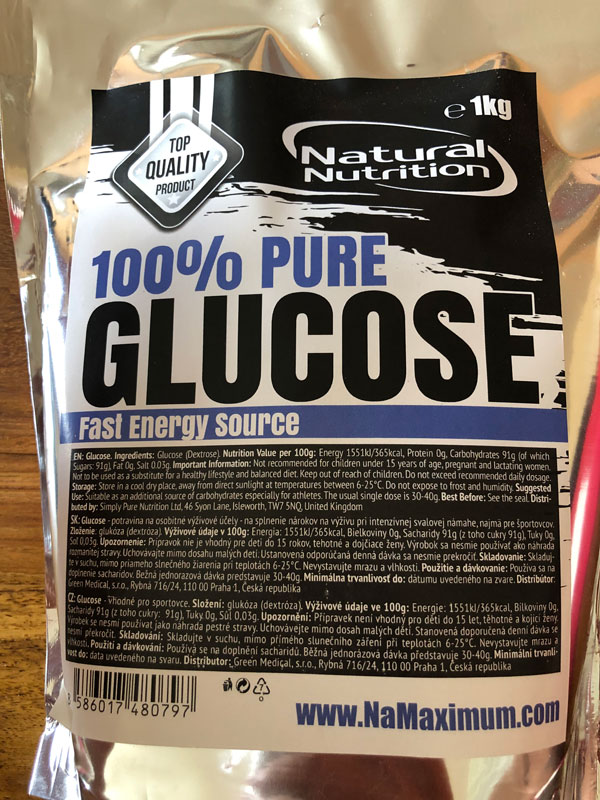 ℮ 1kg
TOP
QUALITY
PRODUCT
Natural
Nutrition
100% PURE
GLUCOSE
Fast Energy Source
EN: Glucose. Ingredients: Glucose (Dextrose). Nutrition Value per 100g: Energy 1551kJ/365kcal, Protein 0g, Carbohydrates 91g (of which
Sugars: 91g), Fat 0g, Salt 0.03g. Important Information: Not recommended for children under 15 years of age, pregnant and lactating women.
Not to be used as a substitute for a healthy lifestyle and balanced diet. Keep out of reach of children. Do not exceed recommended daily dosage.
Storage: Store in a cool dry place, away from direct sunlight at temperatures between 6-25°C. Do not expose to frost and humidity. Suggested
Use: Suitable as an additional source of carbohydrates especially for athletes. The usual single dose is 30-40g. Best Before: See the seal. Distri-
buted by: Simply Pure Nutrition Ltd, 46 Syon Lane, Isleworth, TW7 5NQ, United Kingdom
SK: Glucose - potravina na osobitné výživové účely - na splnenie nárokov na výživu pri intenzívnej svalovej námahe, najmä pre športovcov.
Zloženie: glukóza (dextróza). Výživové údaje v 100g: Energia: 1551kJ/365kcal, Bielkoviny 0g, Sacharidy 91g (z toho cukry 91g), Tuky 0g,
Soľ 0,03g. Upozornenie: Prípravok nie je vhodný pre deti do 15 rokov, tehotné a dojčiace ženy. Výrobok sa nesmie používať ako náhrada
rozmanitej stravy. Uchovávajte mimo dosahu malých detí. Ustanovená odporúčaná denná dávka sa nesmie prekročiť. Skladovanie: Skladuj-
te v suchu, mimo priameho slnečného žiarenia pri teplotách 6-25°C. Nevystavujte mrazu a vlhkosti. Použitie a dávkovanie: Používa sa na
doplnenie sacharidov. Bežná jednorazová dávka predstavuje 30-40g. Minimálna trvanlivosť do: dátumu uvedeného na zvare. Distribútor:
Green Medical, s.r.o., Rybná 716/24, 110 00 Praha 1, Česká republika
CZ: Glucose - vhodné pro sportovce. Složení: glukóza (dextróza). Výživové údaje ve 100g: Energie: 1551kJ/365kcal, Bílkoviny 0g,
Sacharidy 91g (z toho cukry: 91g), Tuky 0g, Sůl 0,03g. Upozornění: Přípravek není vhodný pro děti do 15 let, těhotné a kojící ženy.
Výrobek se nesmí používat jako náhrada pestré stravy. Uchovávejte mimo dosah malých dětí. Stanovená doporučená denní dávka se
nesmí překročit. Skladování: Skladujte v suchu, mimo přímého slunečního záření při teplotách 6-25°C. Nevystavujte mrazu a
vlhkosti. Použití a dávkování: Používá se na doplnění sacharidů. Běžná jednorázová dávka představuje 30-40g. Minimální trvanli-
vost do: data uvedeného na svaru. Distributor: Green Medical, s.r.o., Rybná 716/24, 110 00 Praha 1, Česká republika
8 586017 480797
7
www.NaMaximum.com